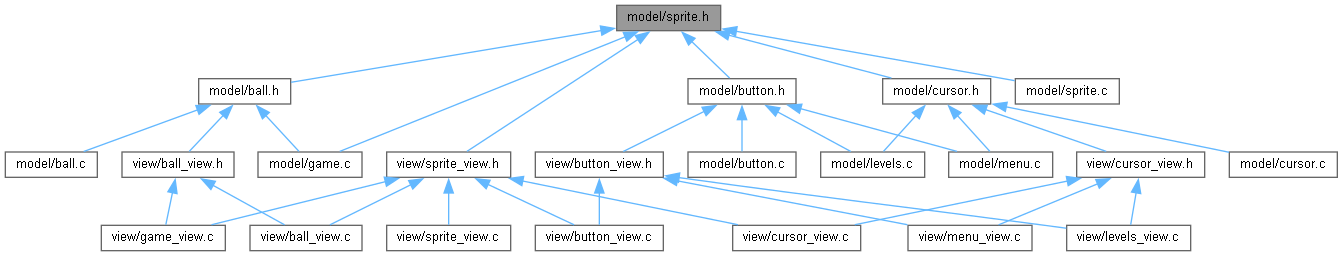 model/sprite.h
model/ball.h
model/button.h
model/cursor.h
model/sprite.c
model/ball.c
view/ball_view.h
model/game.c
view/sprite_view.h
view/button_view.h
model/button.c
model/levels.c
model/menu.c
view/cursor_view.h
model/cursor.c
view/game_view.c
view/ball_view.c
view/sprite_view.c
view/button_view.c
view/cursor_view.c
view/menu_view.c
view/levels_view.c